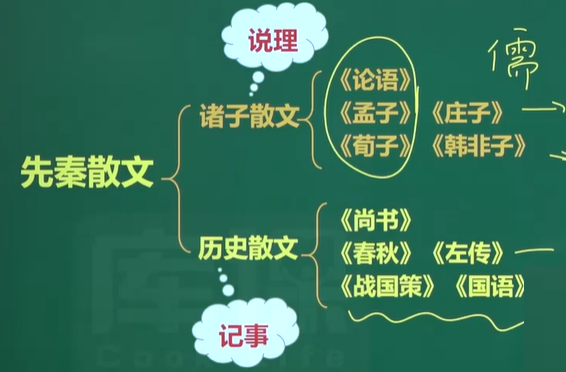 说理
儒
诸子散文
《论语》
《孟子》 《庄子》
《荀子》 《韩非子》
先秦散文
历史散文
《尚书》
《春秋》 《左传》
《战国策》 《国语》
记事